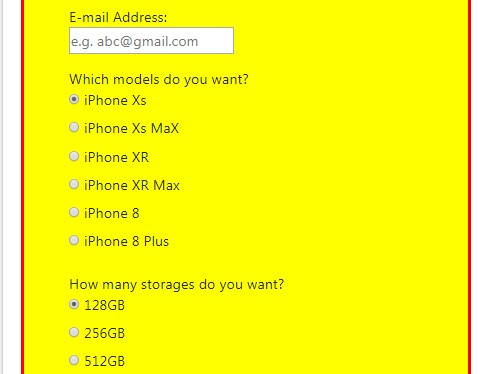 E-mail Address:
e.g. abc@gmail.com
Which models do you want?
iPhone Xs
iPhone Xs MaX
iPhone XR
iPhone XR Max
iPhone 8
iPhone 8 Plus
How many storages do you want?
128GB
256GB
512GB